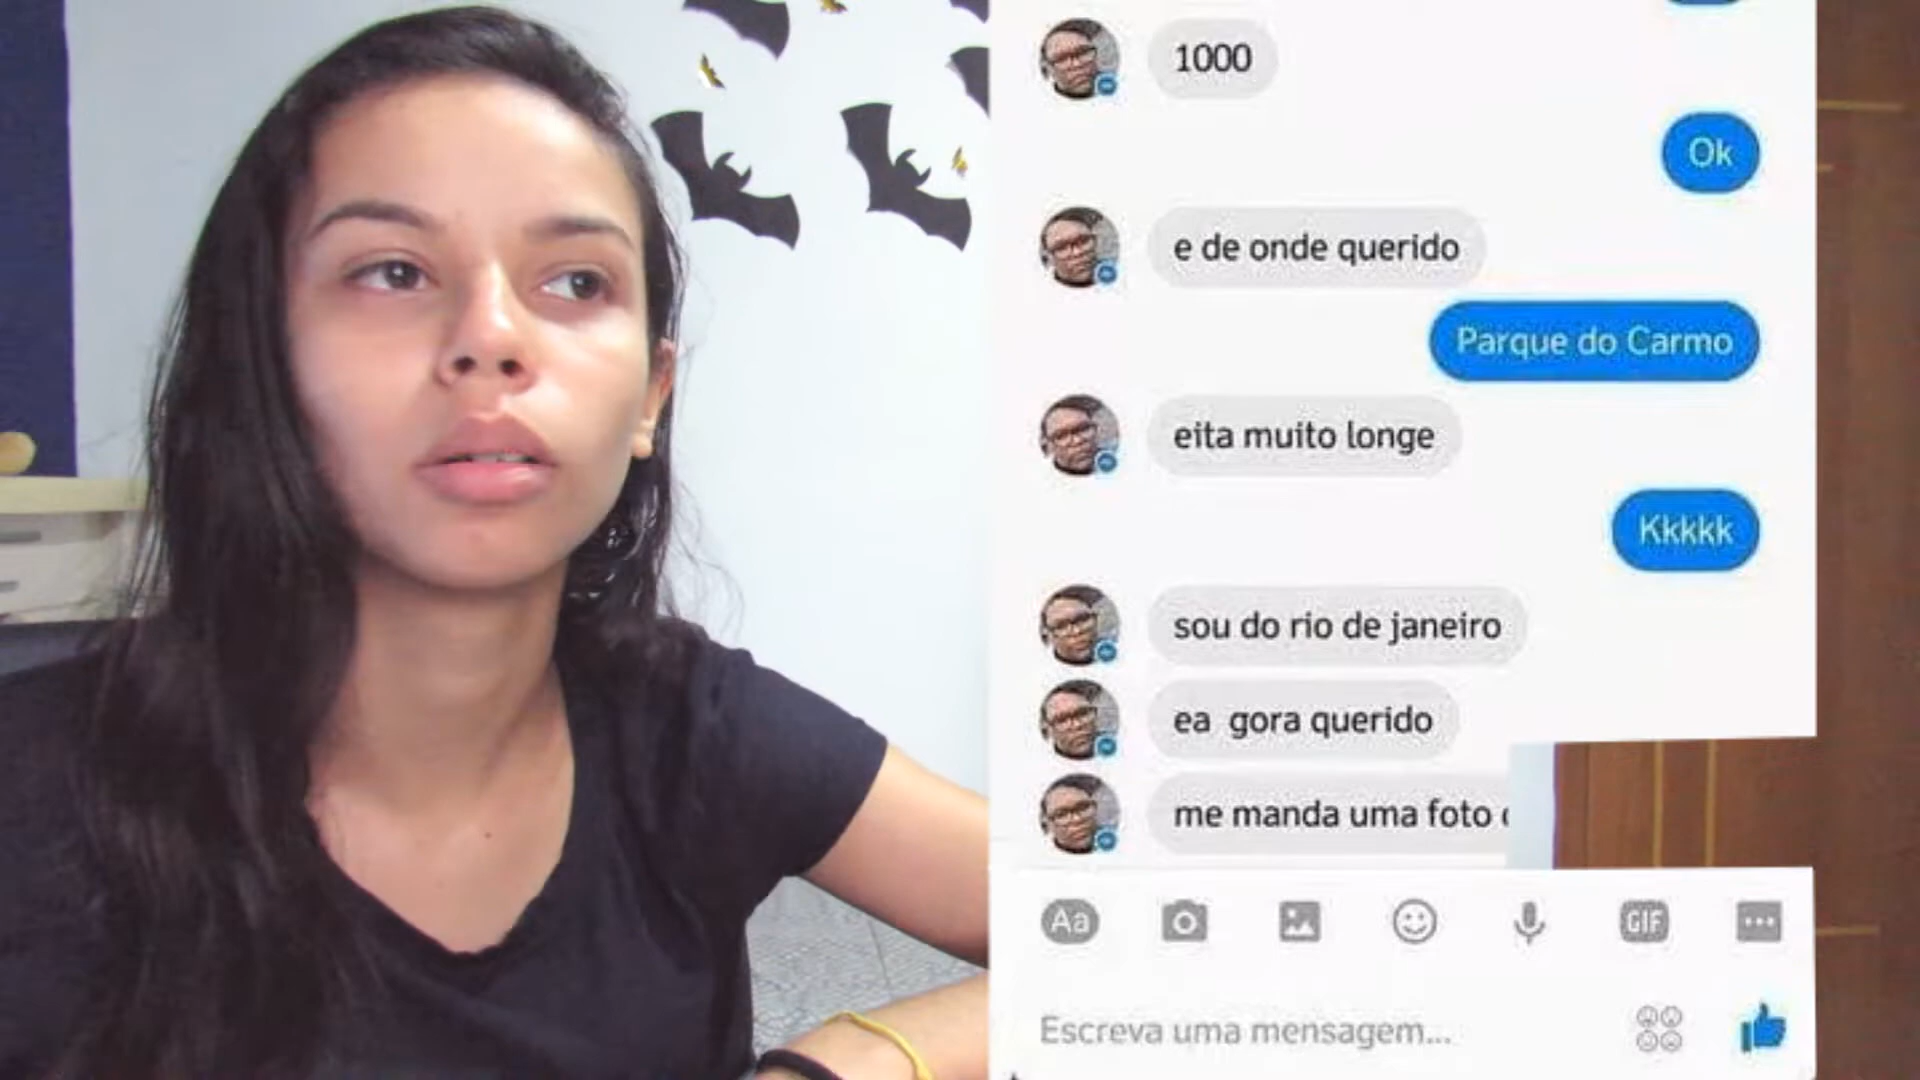 1000
Ok
e de onde querido
Parque do Carmo
eita muito longe
Kkkkk
sou do rio de janeiro
ea gora querido
me manda uma foto
Aa
GIF
Escreva uma mensagem...